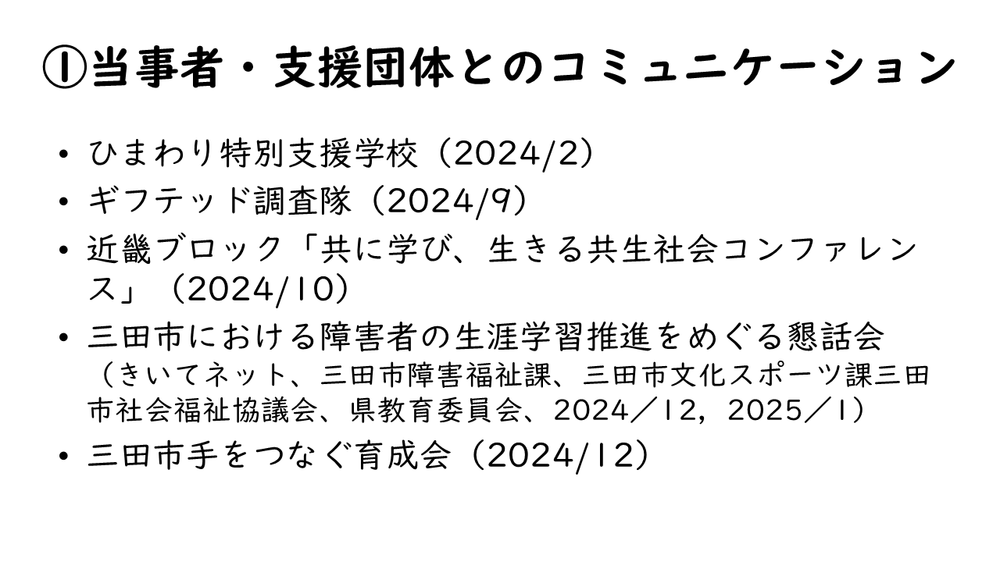 ①当事者・支援団体とのコミュニケーション
• ひまわり特別支援学校（2024/2）
• ギフテッド調査隊（2024/9）
• 近畿ブロック「共に学び、生きる共生社会コンファレン
ス」（2024/10）
• 三田市における障害者の生涯学習推進をめぐる懇話会
（きいてネット、三田市障害福祉課、三田市文化スポーツ課三田
市社会福祉協議会、県教育委員会、2024／12，2025／1）
• 三田市手をつなぐ育成会（2024/12）